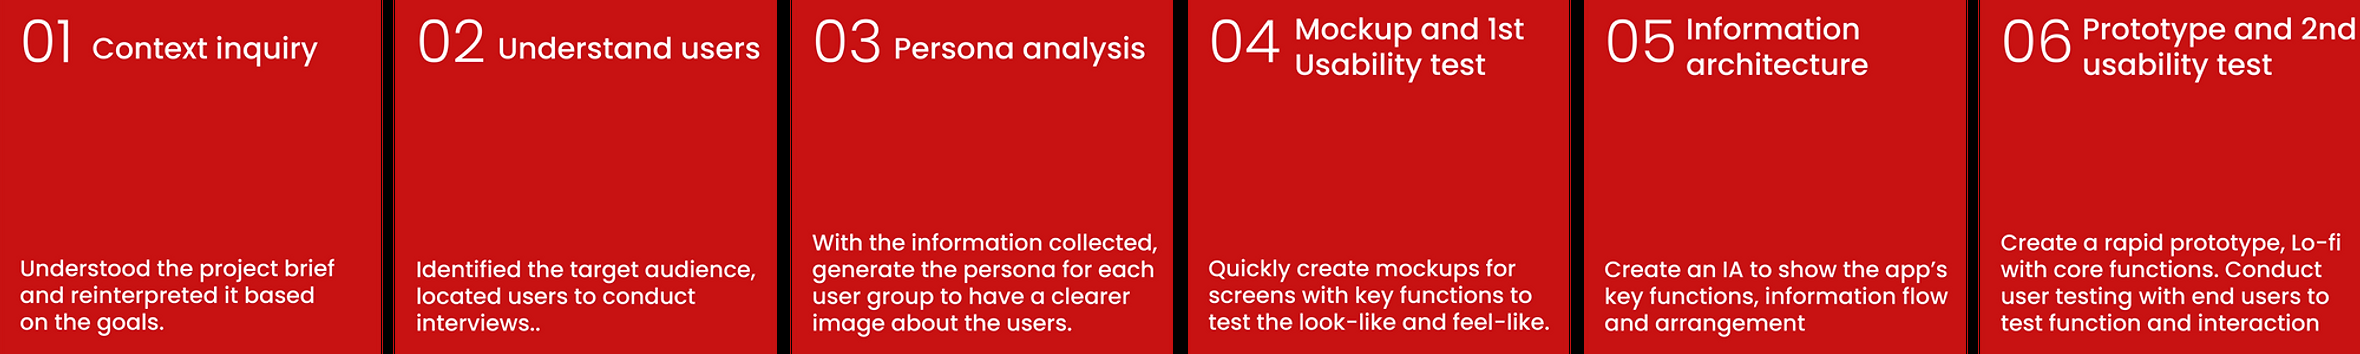 01 Context inquiry
Understood the project brief
and reinterpreted it based
on the goals.
02 Understand users
Identified the target audience,
located users to conduct
interviews..
03 Persona analysis
With the information collected,
generate the persona for each
user group to have a clearer
image about the users.
04 Mockup and 1st
Usability test
Quickly create mockups for
screens with key functions to
test the look-like and feel-like.
05 Information
architecture
Create an IA to show the app's
key functions, information flow
and arrangement
06 Prototype and 2nd
usability test
Create a rapid prototype, Lo-fi
with core functions. Conduct
user testing with end users to
test function and interaction